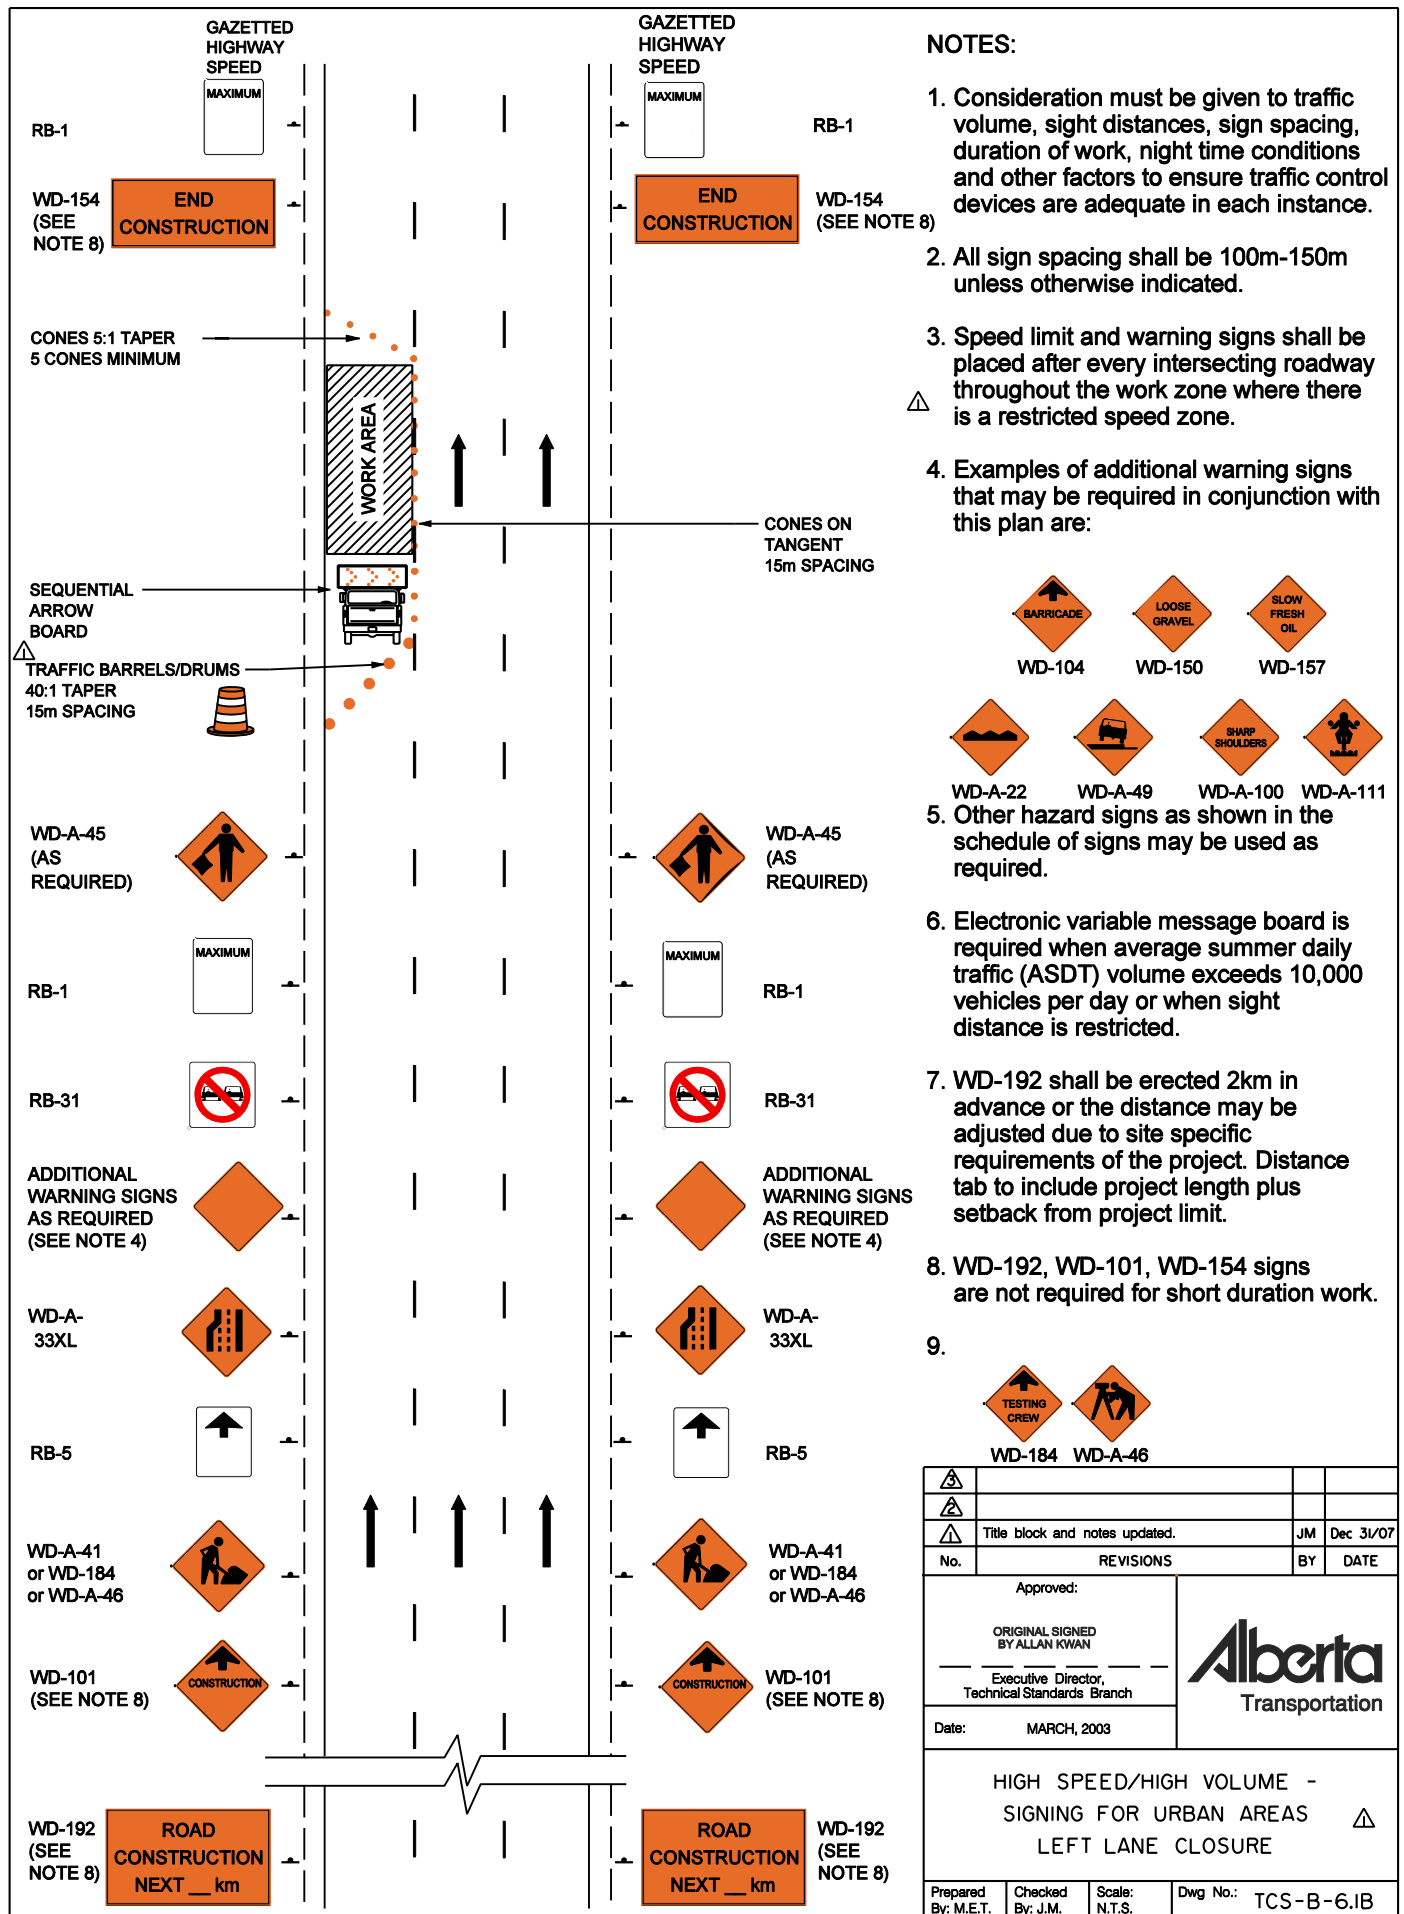 GAZETTED
HIGHWAY
SPEED
MAXIMUM
RB-1
WD-154
(SEE
NOTE 8)
END
CONSTRUCTION
CONES 5:1 TAPER
5 CONES MINIMUM
WORK AREA
SEQUENTIAL
ARROW
BOARD
1
TRAFFIC BARRELS/DRUMS
40:1 TAPER
15m SPACING
WD-A-45
(AS
REQUIRED)
MAXIMUM
RB-1
RB-31
ADDITIONAL
WARNING SIGNS
AS REQUIRED
(SEE NOTE 4)
WD-A-
33XL
RB-5
WD-A-41
or WD-184
or WD-A-46
WD-101
(SEE NOTE 8)
CONSTRUCTION
WD-192
(SEE
NOTE 8)
ROAD
CONSTRUCTION
NEXT __ km
GAZETTED
HIGHWAY
SPEED
MAXIMUM
RB-1
END
CONSTRUCTION
WD-154
(SEE
NOTE 8)
CONES ON
TANGENT
15m SPACING
WD-A-45
(AS
REQUIRED)
MAXIMUM
RB-1
RB-31
ADDITIONAL
WARNING SIGNS
AS REQUIRED
(SEE NOTE 4)
WD-A-
33XL
RB-5
WD-A-41
or WD-184
or WD-A-46
CONSTRUCTION
WD-101
(SEE NOTE 8)
ROAD
CONSTRUCTION
NEXT __ km
WD-192
(SEE
NOTE 8)
NOTES:
1. Consideration must be given to traffic
volume, sight distances, sign spacing,
duration of work, night time conditions
and other factors to ensure traffic control
devices are adequate in each instance.
2. All sign spacing shall be 100m-150m
unless otherwise indicated.
3. Speed limit and warning signs shall be
placed after every intersecting roadway
throughout the work zone where there
1
is a restricted speed zone.
4. Examples of additional warning signs
that may be required in conjunction with
this plan are:
BARRICADE
LOOSE
GRAVEL
SLOW
FRESH
OIL
WD-104 WD-150 WD-157
SHARP
SHOULDERS
WD-A-22 WD-A-49 WD-A-100 WD-A-111
5. Other hazard signs as shown in the
schedule of signs may be used as
required.
6. Electronic variable message board is
required when average summer daily
traffic (ASDT) volume exceeds 10,000
vehicles per day or when sight
distance is restricted.
7. WD-192 shall be erected 2km in
advance or the distance may be
adjusted due to site specific
requirements of the project. Distance
tab to include project length plus
setback from project limit.
8. WD-192, WD-101, WD-154 signs
are not required for short duration work.
9.
TESTING
CREW
WD-184 WD-A-46
3
2
1 Title block and notes updated. JM Dec 31/07
No. REVISIONS BY DATE
Approved:
ORIGINAL SIGNED
BY ALLAN KWAN
Executive Director,
Technical Standards Branch
Date: MARCH, 2003
Alberta
Transportation
HIGH SPEED/HIGH VOLUME -
SIGNING FOR URBAN AREAS
1
LEFT LANE CLOSURE
Prepared
By: M.E.T.
Checked
By: J.M.
Scale:
N.T.S.
Dwg No.: TCS-B-6.1B